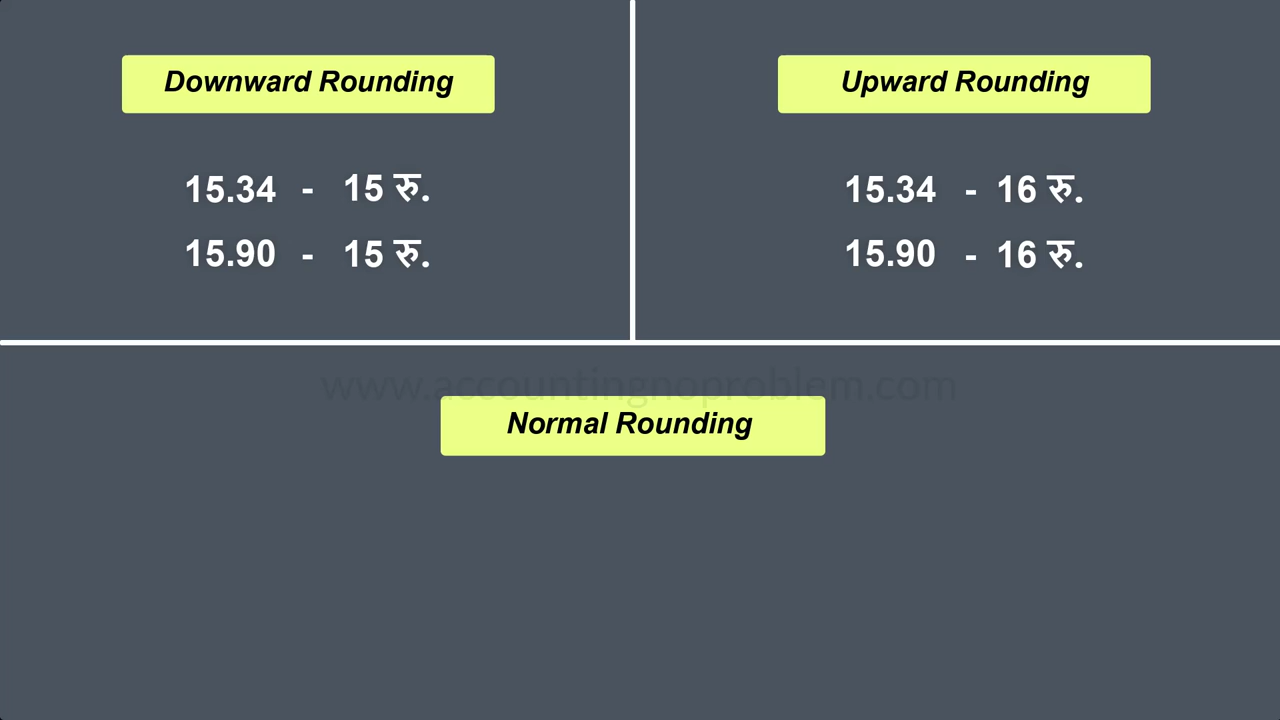 Downward Rounding
15.34 - 15 रु.
15.90 - 15 रु.
Upward Rounding
15.34 - 16 रु.
15.90 - 16 रु.
www.accountingnoproblem.com
Normal Rounding